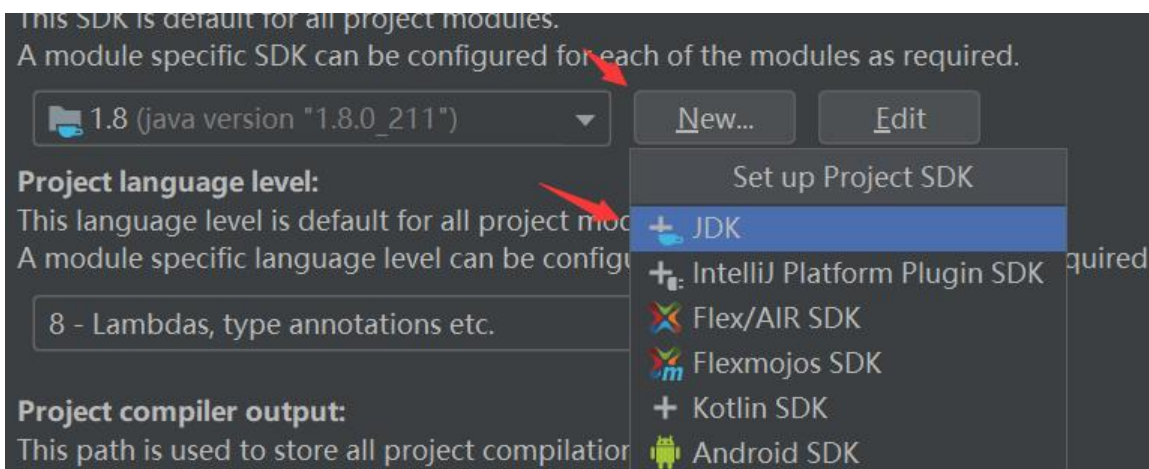 This SDK is default for all project modules.
A module specific SDK can be configured for each of the modules as required.
1.8 (java version "1.8.0_211")
New...
Edit
Set up Project SDK
Project language level:
This language level is default for all project
JDK
A module specific language level can be
quired
IntelliJ Platform Plugin SDK
Flex/AIR SDK
8 - Lambdas, type annotations etc.
Flexmojos SDK
Project compiler output:
Kotlin SDK
This path is used to store all project
Android SDK